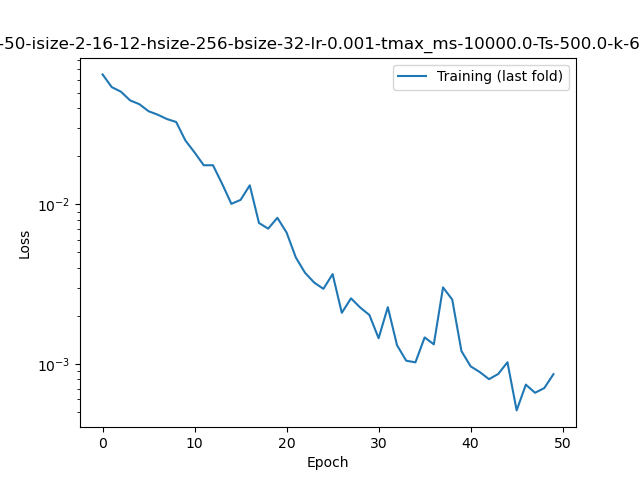 -50-isize-2-16-12-hsize-256-bsize-32-lr-0.001-tmax_ms-10000.0-Ts-500.0-k-6
Training (last fold)
10⁻²
10⁻³
Loss
0 10 20 30 40 50
Epoch